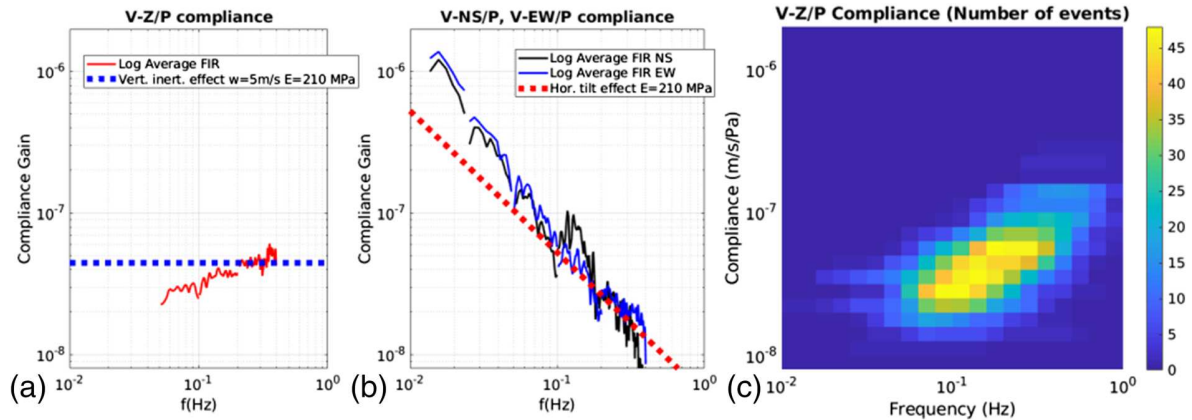 V-Z/P compliance
Compliance Gain
10⁻⁶
10⁻⁷
10⁻⁸
Log Average FIR
Vert. inert. effect w=5m/s E=210 MPa
10⁻² 10⁻¹ 10⁰
f(Hz)
(a)
V-NS/P, V-EW/P compliance
Compliance Gain
10⁻⁶
10⁻⁷
10⁻⁸
Log Average FIR NS
Log Average FIR EW
Hor. tilt effect E=210 MPa
10⁻² 10⁻¹ 10⁰
f(Hz)
(b)
V-Z/P Compliance (Number of events)
Compliance (m/s/Pa)
10⁻⁶
10⁻⁷
10⁻⁸
10⁻² 10⁻¹ 10⁰
Frequency (Hz)
45
40
35
30
25
20
15
10
5
0
(c)